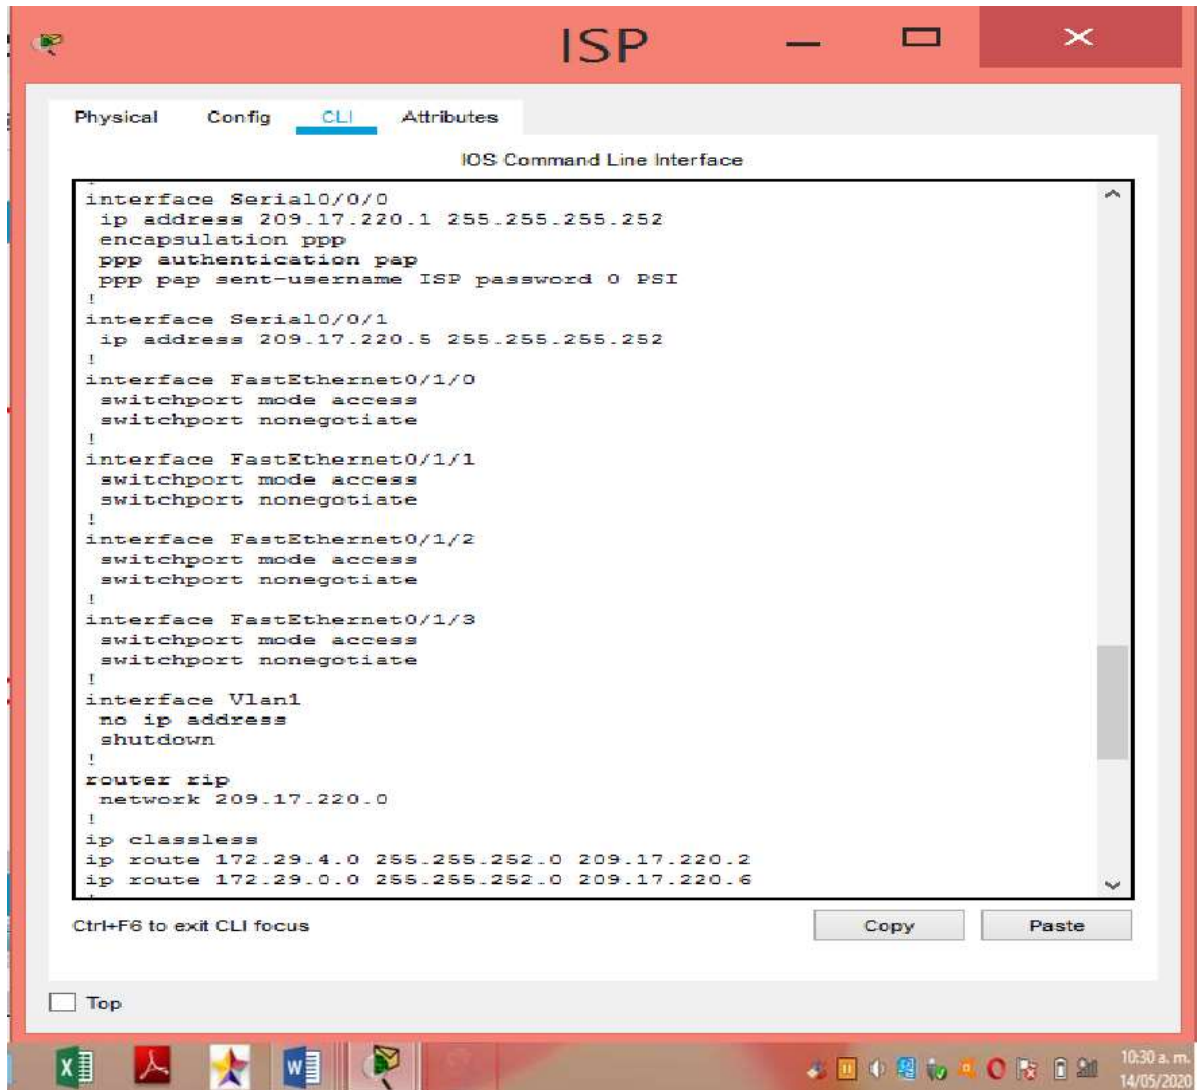 ISP
Physical Config CLI Attributes
IOS Command Line Interface
!
interface Serial0/0/0
ip address 209.17.220.1 255.255.255.252
encapsulation ppp
ppp authentication pap
ppp pap sent-username ISP password 0 PSI
!
interface Serial0/0/1
ip address 209.17.220.5 255.255.255.252
!
interface FastEthernet0/1/0
switchport mode access
switchport nonegotiate
!
interface FastEthernet0/1/1
switchport mode access
switchport nonegotiate
!
interface FastEthernet0/1/2
switchport mode access
switchport nonegotiate
!
interface FastEthernet0/1/3
switchport mode access
switchport nonegotiate
!
interface Vlan1
no ip address
shutdown
!
router rip
network 209.17.220.0
!
ip classless
ip route 172.29.4.0 255.255.252.0 209.17.220.2
ip route 172.29.0.0 255.255.252.0 209.17.220.6
!
Ctrl+F6 to exit CLI focus
Copy Paste
Top
10:30 a. m.
14/05/2020